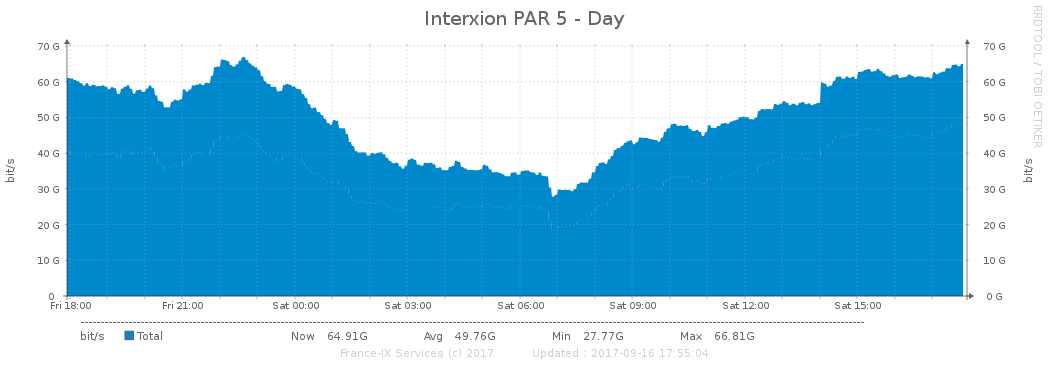 Interxion PAR 5 - Day
RRDTOOL / TOBI OETIKER
70 G 70 G
60 G 60 G
50 G 50 G
40 G 40 G
30 G 30 G
20 G 20 G
10 G 10 G
0 0 G
bit/s
bit/s
Fri 18:00 Fri 21:00 Sat 00:00 Sat 03:00 Sat 06:00 Sat 09:00 Sat 12:00 Sat 15:00
bit/s Total Now 64.91G Avg 49.76G Min 27.77G Max 66.81G
France-IX Services (c) 2017 Updated : 2017-09-16 17:55:04